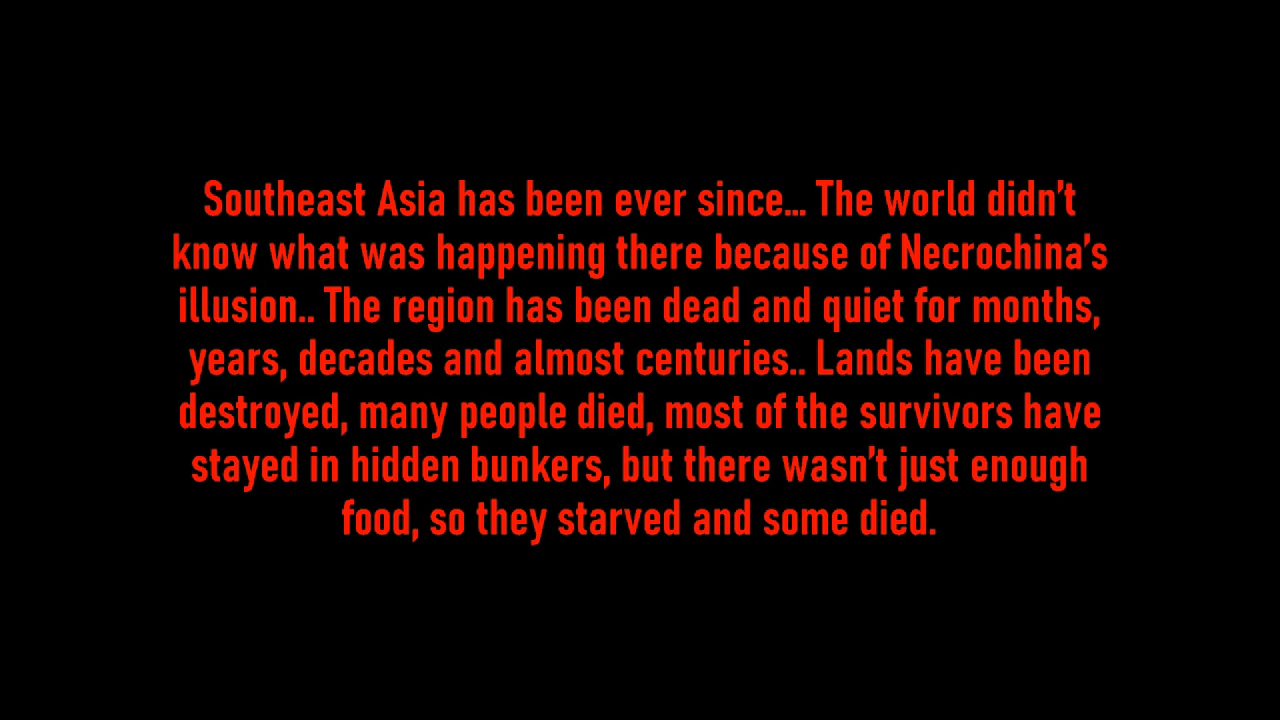 Southeast Asia has been ever since... The world didn't
know what was happening there because of Necrochina's
illusion.. The region has been dead and quiet for months,
years, decades and almost centuries.. Lands have been
destroyed, many people died, most of the survivors have
stayed in hidden bunkers, but there wasn't just enough
food, so they starved and some died.